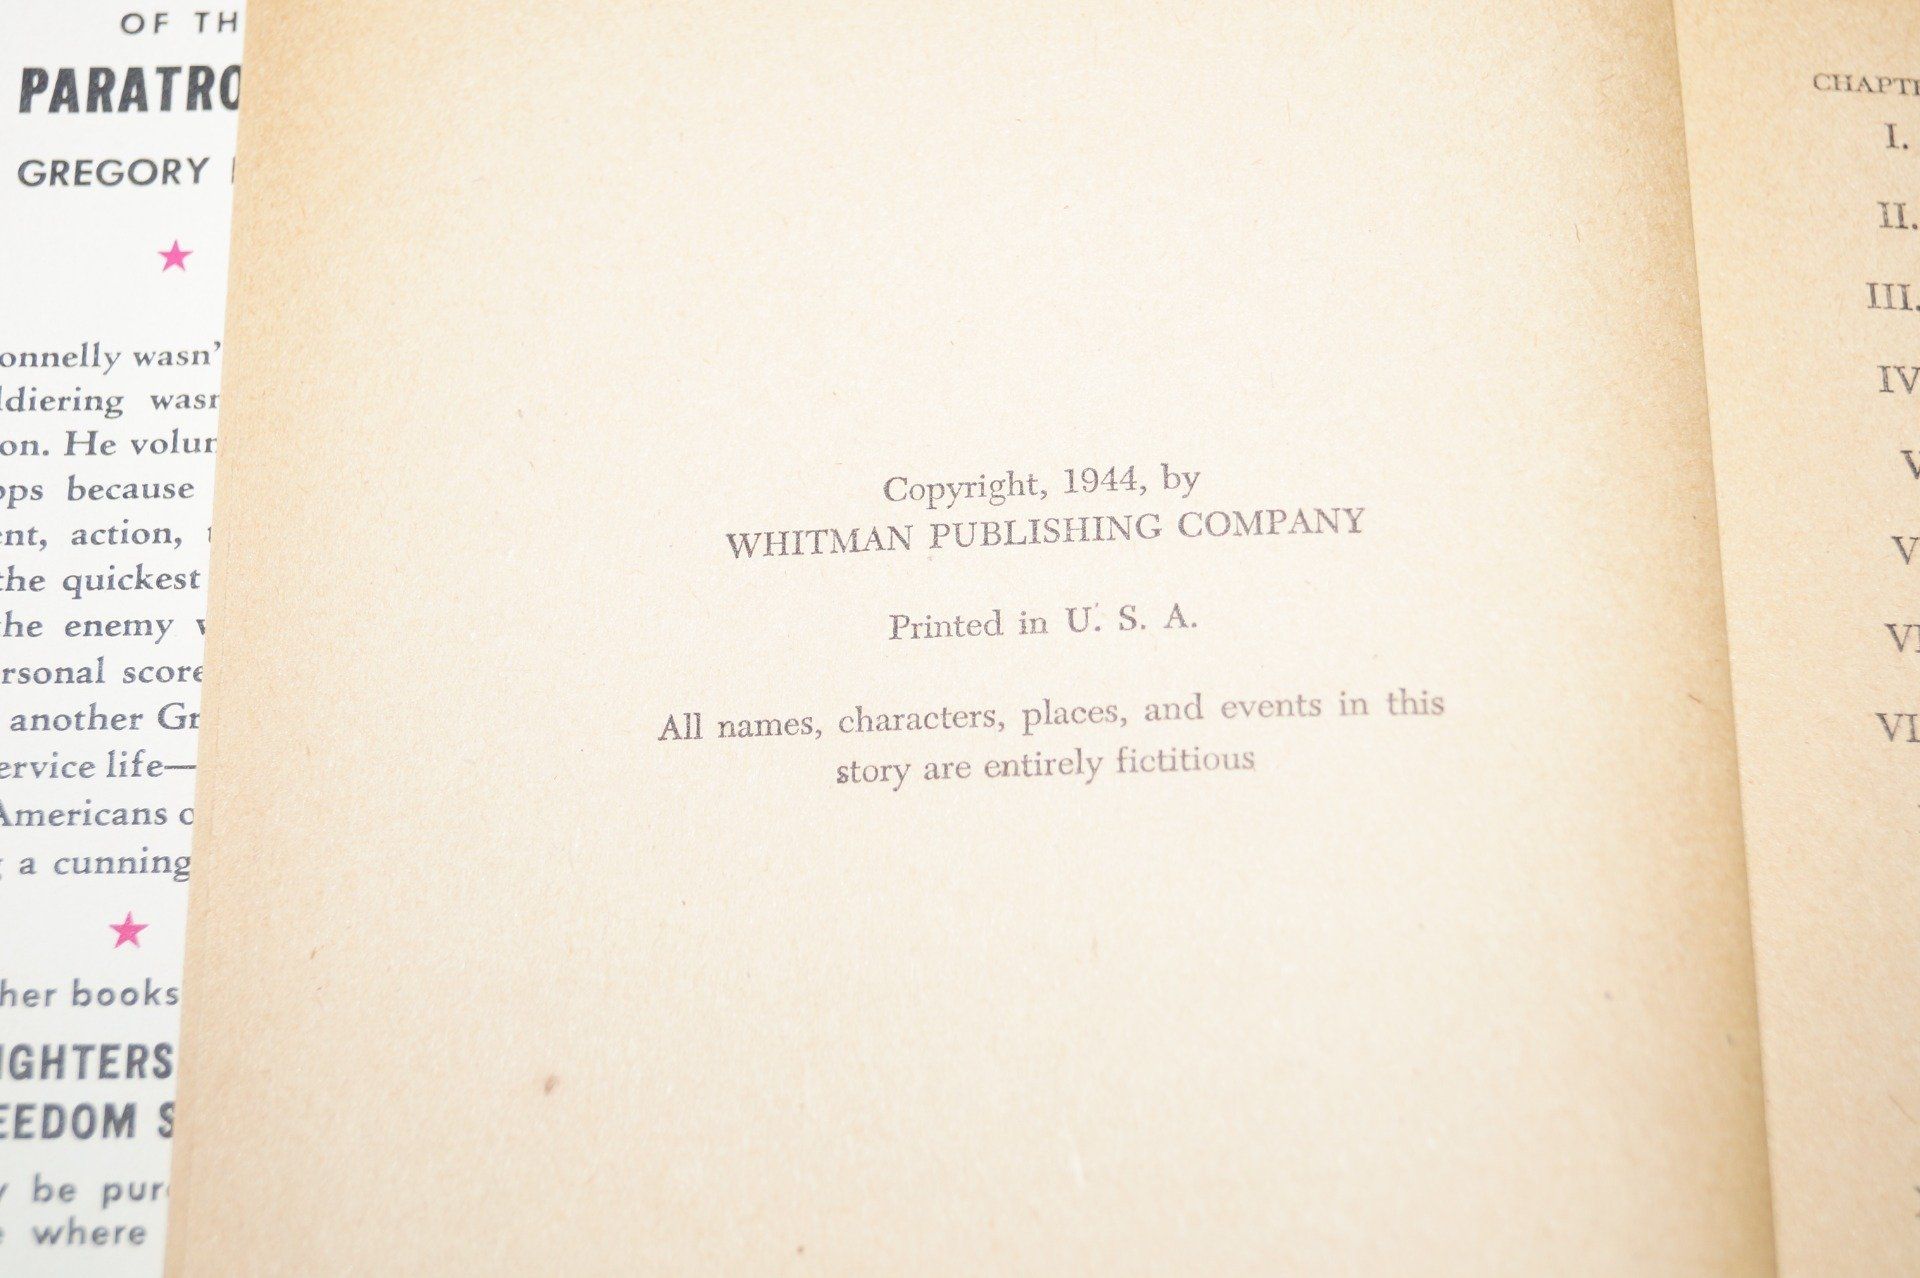 OF TH
PARATRO
GREGORY
onnelly wasn'
ldiering wasn
on. He volun
ops because
ent, action,
the quickest
he enemy
rsonal score
another Gr
ervice life—
Americans
a cunning
her books
IGHTERS
EEDOM S
be pur
where
Copyright, 1944, by
WHITMAN PUBLISHING COMPANY
Printed in U. S. A.
All names, characters, places, and events in this
story are entirely fictitious
CHAPTE
I.
II.
III.
IV
V
V
VI
VI